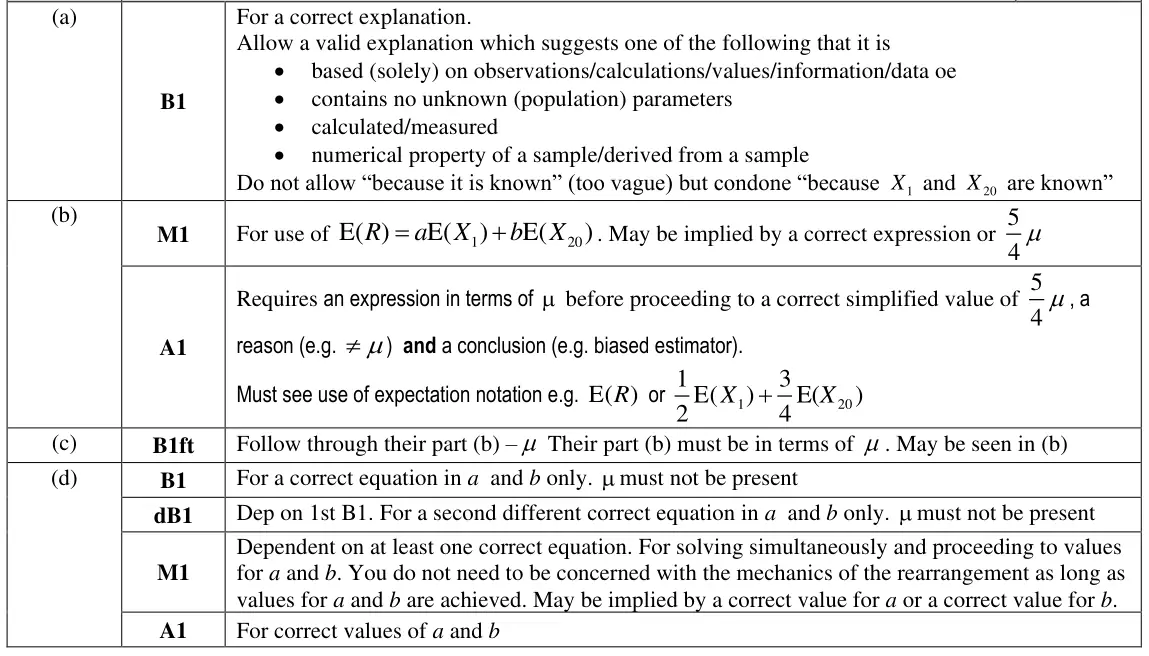 (a)
B1
For a correct explanation.
Allow a valid explanation which suggests one of the following that it is
• based (solely) on observations/calculations/values/information/data oe
• contains no unknown (population) parameters
• calculated/measured
• numerical property of a sample/derived from a sample
Do not allow “because it is known” (too vague) but condone “because X₁ and X₂₀ are known”
(b)
M1
For use of E(R) = aE(X₁) + bE(X₂₀). May be implied by a correct expression or 5/4 μ
A1
Requires an expression in terms of μ before proceeding to a correct simplified value of 5/4 μ, a
reason (e.g. ≠ μ) and a conclusion (e.g. biased estimator).
Must see use of expectation notation e.g. E(R) or 1/2 E(X₁) + 3/4 E(X₂₀)
(c)
B1ft
Follow through their part (b) – μ Their part (b) must be in terms of μ. May be seen in (b)
(d)
B1
For a correct equation in a and b only. μ must not be present
dB1
Dep on 1st B1. For a second different correct equation in a and b only. μ must not be present
M1
Dependent on at least one correct equation. For solving simultaneously and proceeding to values
for a and b. You do not need to be concerned with the mechanics of the rearrangement as long as
values for a and b are achieved. May be implied by a correct value for a or a correct value for b.
A1
For correct values of a and b